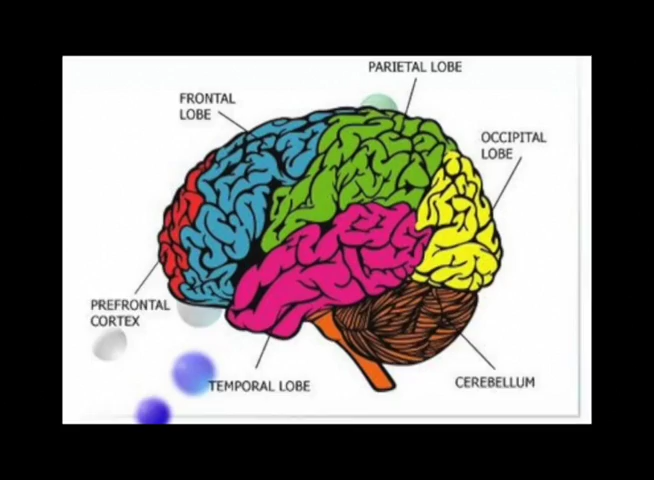 PARIETAL LOBE
FRONTAL
LOBE
OCCIPITAL
LOBE
PREFRONTAL
CORTEX
TEMPORAL LOBE
CEREBELLUM